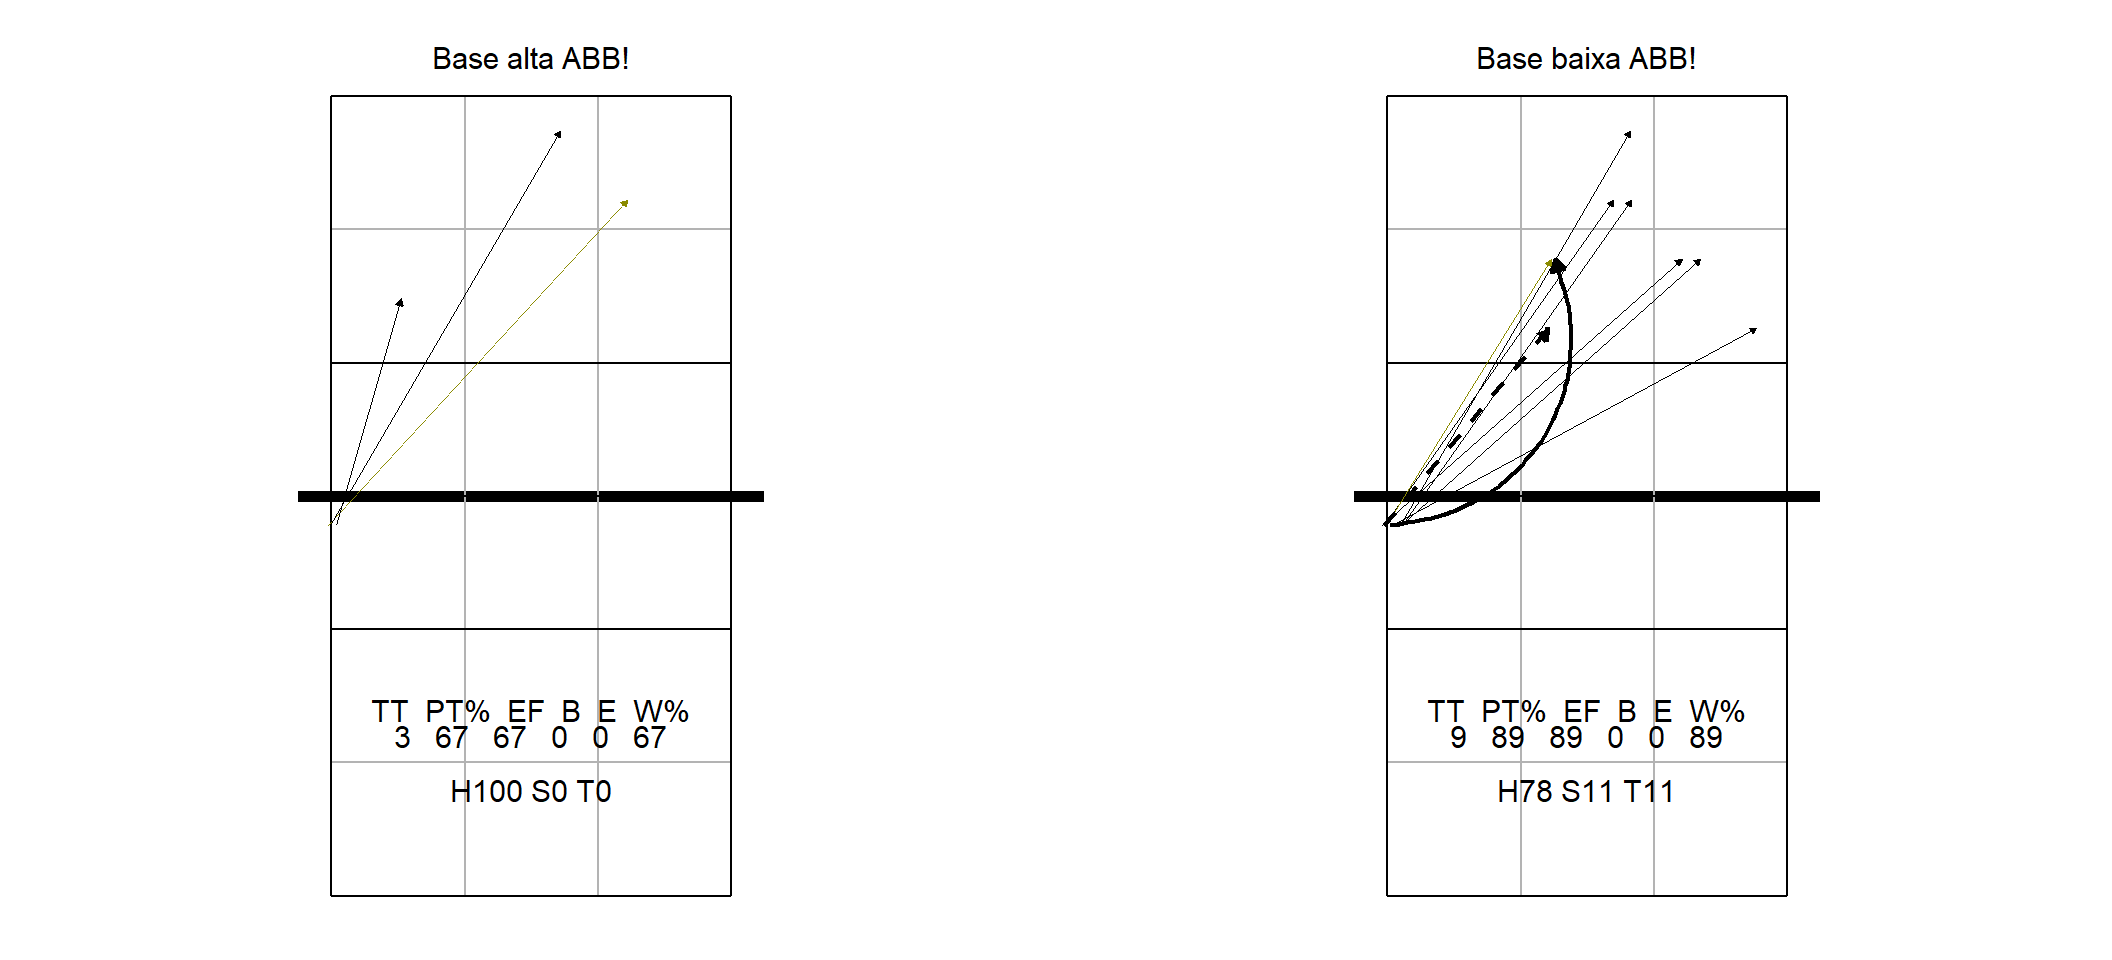 Base alta ABB!
TT PT% EF B E W%
3 67 67 0 0 67
H100 S0 T0
Base baixa ABB!
TT PT% EF B E W%
9 89 89 0 0 89
H78 S11 T11